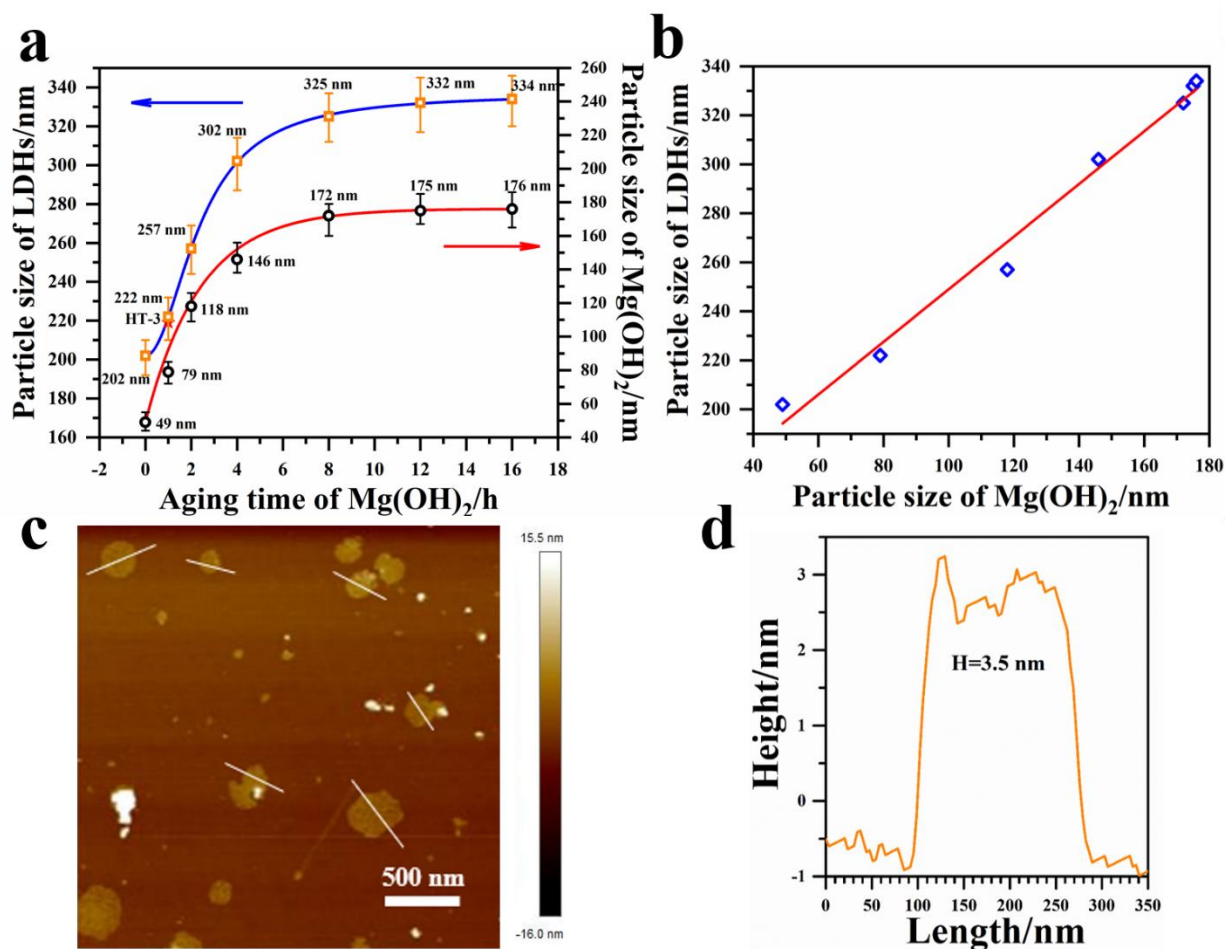 a
Particle size of LDHs/nm
340
320
300
280
260
240
220
200
180
160
-2 0 2 4 6 8 10 12 14 16 18
Aging time of Mg(OH)2/h
260
240
220
200
180
160
140
120
100
80
60
40
Particle size of Mg(OH)2/nm
202 nm
222 nm
HT-3
257 nm
302 nm
325 nm
332 nm
334 nm
49 nm
79 nm
118 nm
146 nm
172 nm
175 nm
176 nm
b
Particle size of LDHs/nm
340
320
300
280
260
240
220
200
40 60 80 100 120 140 160 180
Particle size of Mg(OH)2/nm
c
500 nm
15.5 nm
-16.0 nm
d
Height/nm
3
2
1
0
-1
H=3.5 nm
0 50 100 150 200 250 300 350
Length/nm